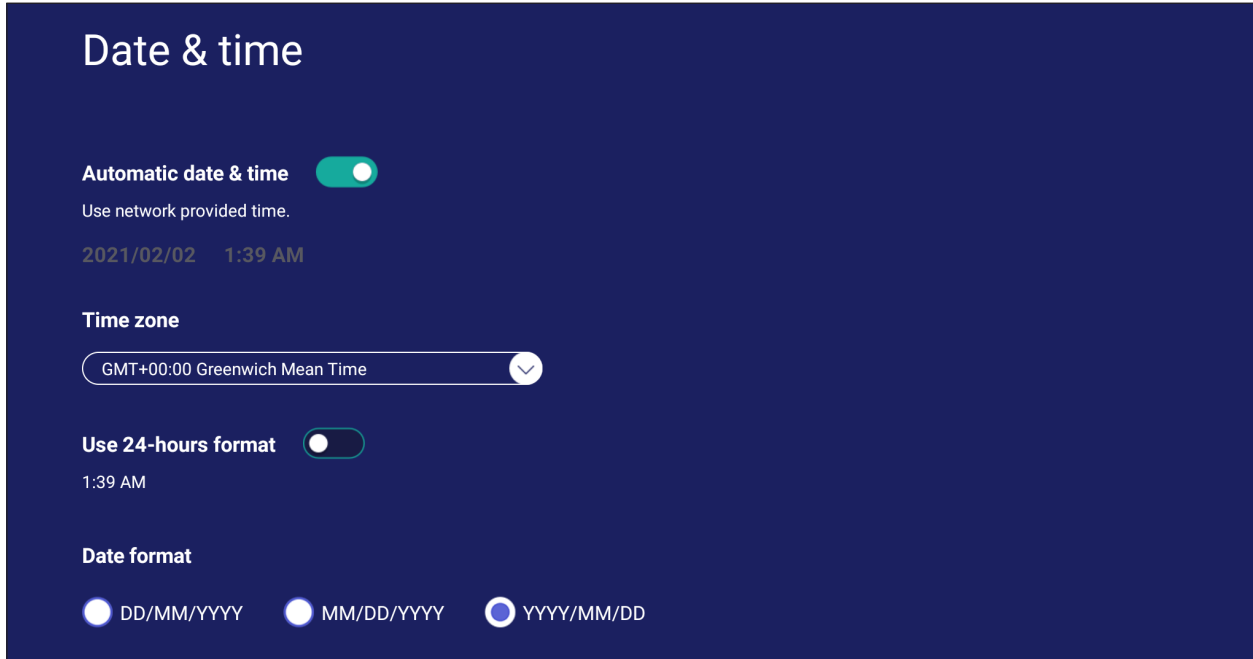 Date & time
Automatic date & time
Use network provided time.
2021/02/02 1:39 AM
Time zone
GMT+00:00 Greenwich Mean Time
Use 24-hours format
1:39 AM
Date format
DD/MM/YYYY MM/DD/YYYY YYYY/MM/DD